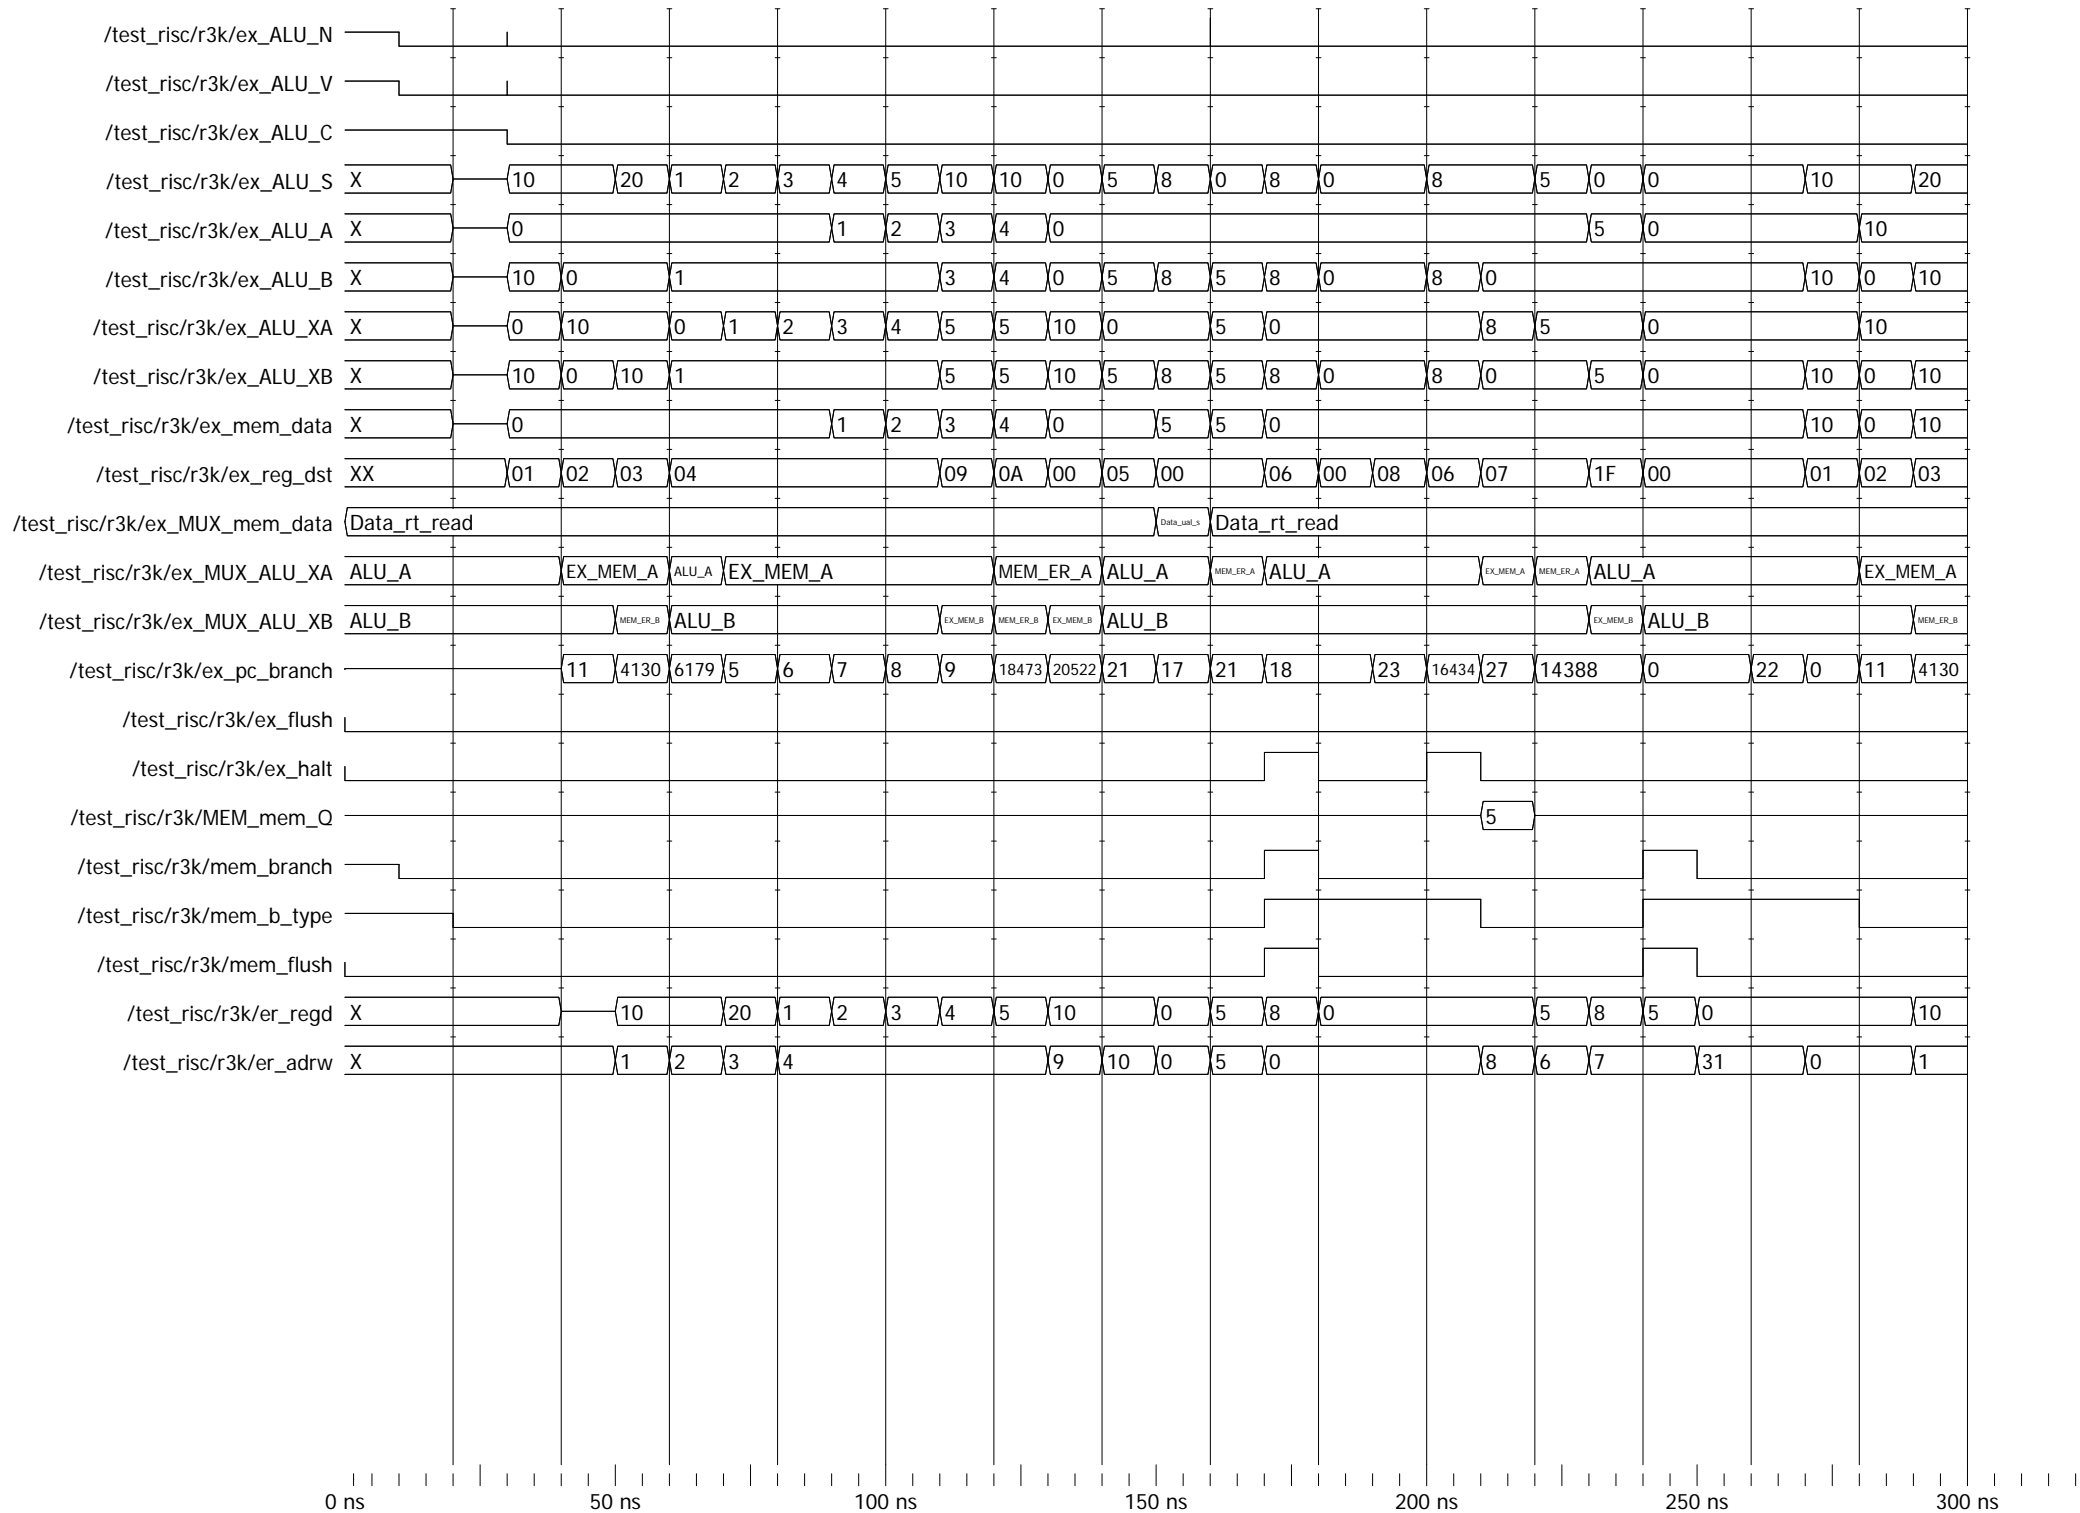 /test_risc/r3k/ex_ALU_N
/test_risc/r3k/ex_ALU_V
/test_risc/r3k/ex_ALU_C
/test_risc/r3k/ex_ALU_S X 10 20 1 2 3 4 5 10 10 0 5 8 0 8 0 8 5 0 0 10 20
/test_risc/r3k/ex_ALU_A X 0 1 2 3 4 0 5 0 10
/test_risc/r3k/ex_ALU_B X 10 0 1 3 4 0 5 8 5 8 0 8 0 10 0 10
/test_risc/r3k/ex_ALU_XA X 0 10 0 1 2 3 4 5 5 10 0 5 0 8 5 0 10
/test_risc/r3k/ex_ALU_XB X 10 0 10 1 5 5 10 5 8 5 8 0 8 0 5 0 10 0 10
/test_risc/r3k/ex_mem_data X 0 1 2 3 4 0 5 5 0 10 0 10
/test_risc/r3k/ex_reg_dst XX 01 02 03 04 09 0A 00 05 00 06 00 08 06 07 1F 00 01 02 03
/test_risc/r3k/ex_MUX_mem_data Data_rt_read Data_ual_s Data_rt_read
/test_risc/r3k/ex_MUX_ALU_XA ALU_A EX_MEM_A ALU_A EX_MEM_A MEM_ER_A ALU_A MEM_ER_A ALU_A EX_MEM_A MEM_ER_A ALU_A EX_MEM_A
/test_risc/r3k/ex_MUX_ALU_XB ALU_B MEM_ER_B ALU_B EX_MEM_B MEM_ER_B EX_MEM_B ALU_B EX_MEM_B ALU_B MEM_ER_B
/test_risc/r3k/ex_pc_branch 11 4130 6179 5 6 7 8 9 18473 20522 21 17 21 18 23 16434 27 14388 0 22 0 11 4130
/test_risc/r3k/ex_flush
/test_risc/r3k/ex_halt
/test_risc/r3k/MEM_mem_Q 5
/test_risc/r3k/mem_branch
/test_risc/r3k/mem_b_type
/test_risc/r3k/mem_flush
/test_risc/r3k/er_regd X 10 20 1 2 3 4 5 10 0 5 8 0 5 8 5 0 10
/test_risc/r3k/er_adrw X 1 2 3 4 9 10 0 5 0 8 6 7 31 0 1
0 ns 50 ns 100 ns 150 ns 200 ns 250 ns 300 ns